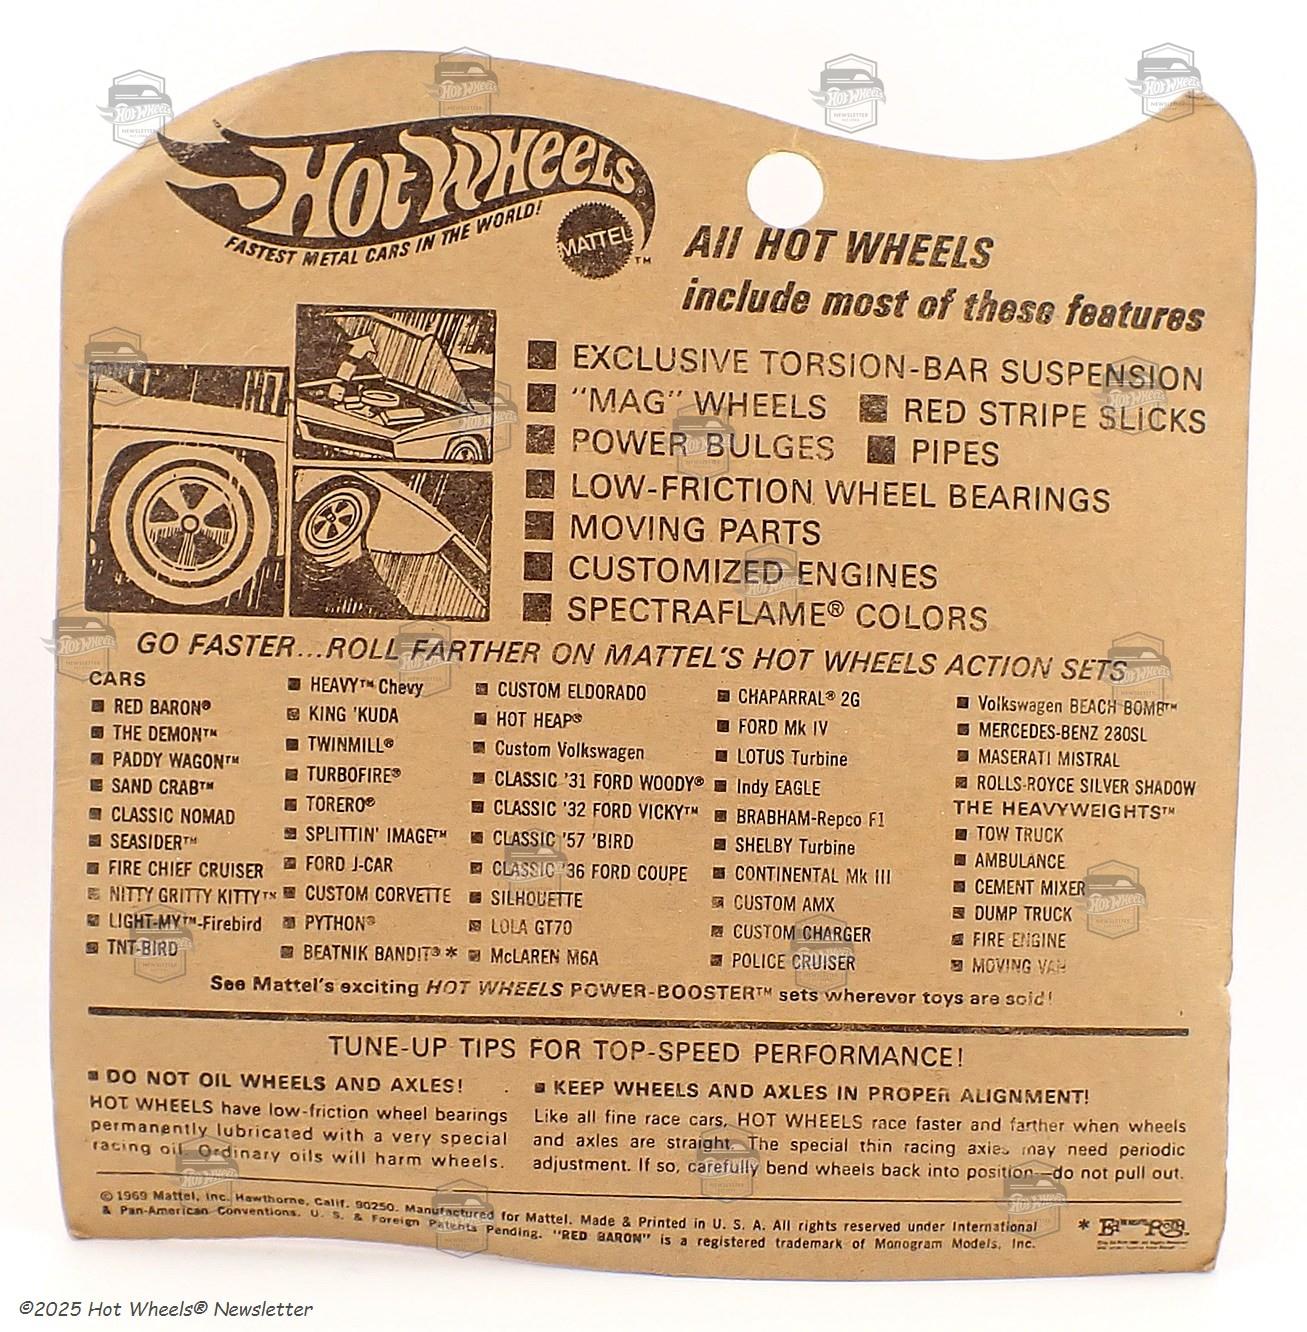 HOT WHEELS®
FASTEST METAL CARS IN THE WORLD!
MATTEL™
All HOT WHEELS
include most of these features
EXCLUSIVE TORSION-BAR SUSPENSION
"MAG" WHEELS ■ RED STRIPE SLICKS
POWER BULGES ■ PIPES
LOW-FRICTION WHEEL BEARINGS
MOVING PARTS
CUSTOMIZED ENGINES
SPECTRAFLAME® COLORS
GO FASTER...ROLL FARTHER ON MATTEL'S HOT WHEELS ACTION SETS
CARS
RED BARON®
THE DEMON™
PADDY WAGON™
SAND CRAB™
CLASSIC NOMAD
SEASIDER™
FIRE CHIEF CRUISER
NITTY GRITTY KITTY™
LIGHT-MY™-Firebird
TNT-BIRD
HEAVY™ Chevy
KING 'KUDA
TWINMILL®
TURBOFIRE®
TORERO®
SPLITTIN' IMAGE™
FORD J-CAR
CUSTOM CORVETTE
PYTHON®
BEATNIK BANDIT® *
CUSTOM ELDORADO
HOT HEAP®
Custom Volkswagen
CLASSIC '31 FORD WOODY®
CLASSIC '32 FORD VICKY™
CLASSIC '57 'BIRD
CLASSIC '36 FORD COUPE
SILHOUETTE
LOLA GT70
McLAREN M6A
CHAPARRAL® 2G
FORD Mk IV
LOTUS Turbine
Indy EAGLE
BRABHAM-Repco F1
SHELBY Turbine
CONTINENTAL Mk III
CUSTOM AMX
CUSTOM CHARGER
POLICE CRUISER
Volkswagen BEACH BOMB™
MERCEDES-BENZ 280SL
MASERATI MISTRAL
ROLLS-ROYCE SILVER SHADOW
THE HEAVYWEIGHTS™
TOW TRUCK
AMBULANCE
CEMENT MIXER
DUMP TRUCK
FIRE ENGINE
MOVING VAN
See Mattel's exciting HOT WHEELS POWER-BOOSTER™ sets wherever toys are sold!
TUNE-UP TIPS FOR TOP-SPEED PERFORMANCE!
DO NOT OIL WHEELS AND AXLES!
HOT WHEELS have low-friction wheel bearings
permanently lubricated with a very special
racing oil. Ordinary oils will harm wheels.
KEEP WHEELS AND AXLES IN PROPER ALIGNMENT!
Like all fine race cars, HOT WHEELS race faster and farther when wheels
and axles are straight. The special thin racing axles may need periodic
adjustment. If so, carefully bend wheels back into position—do not pull out.
© 1969 Mattel, Inc. Hawthorne, Calif. 90250. Manufactured for Mattel. Made & Printed in U. S. A. All rights reserved under International
& Pan-American Conventions. U. S. & Foreign Patents Pending. "RED BARON" is a registered trademark of Monogram Models, Inc.
*
©2025 Hot Wheels® Newsletter